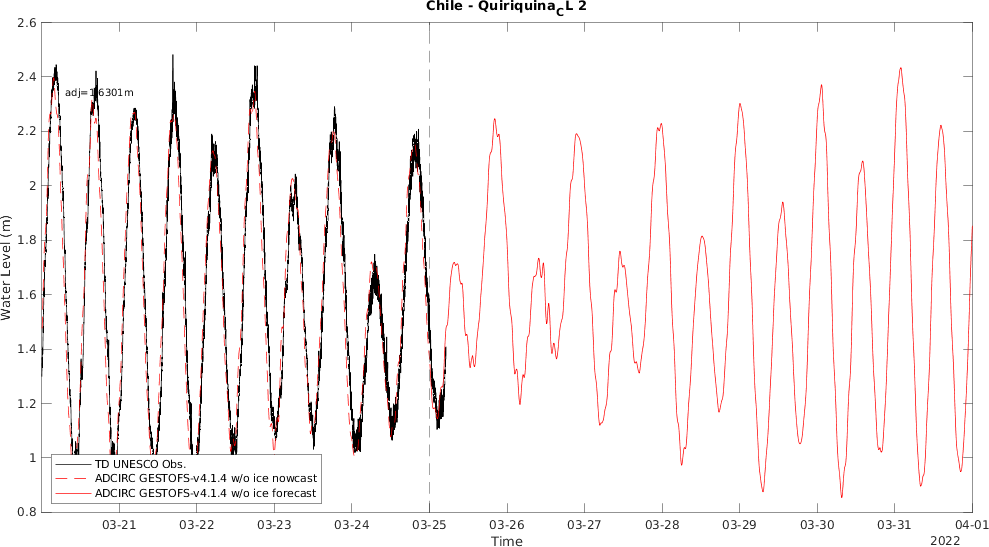 Chile - Quiriquina_CL 2
2.6
2.4
2.2
2
1.8
1.6
1.4
1.2
1
0.8
Water Level (m)
adj=1.6301m
TD UNESCO Obs.
ADCIRC GESTOFS-v4.1.4 w/o ice nowcast
ADCIRC GESTOFS-v4.1.4 w/o ice forecast
03-21 03-22 03-23 03-24 03-25 03-26 03-27 03-28 03-29 03-30 03-31 04-01
Time
2022